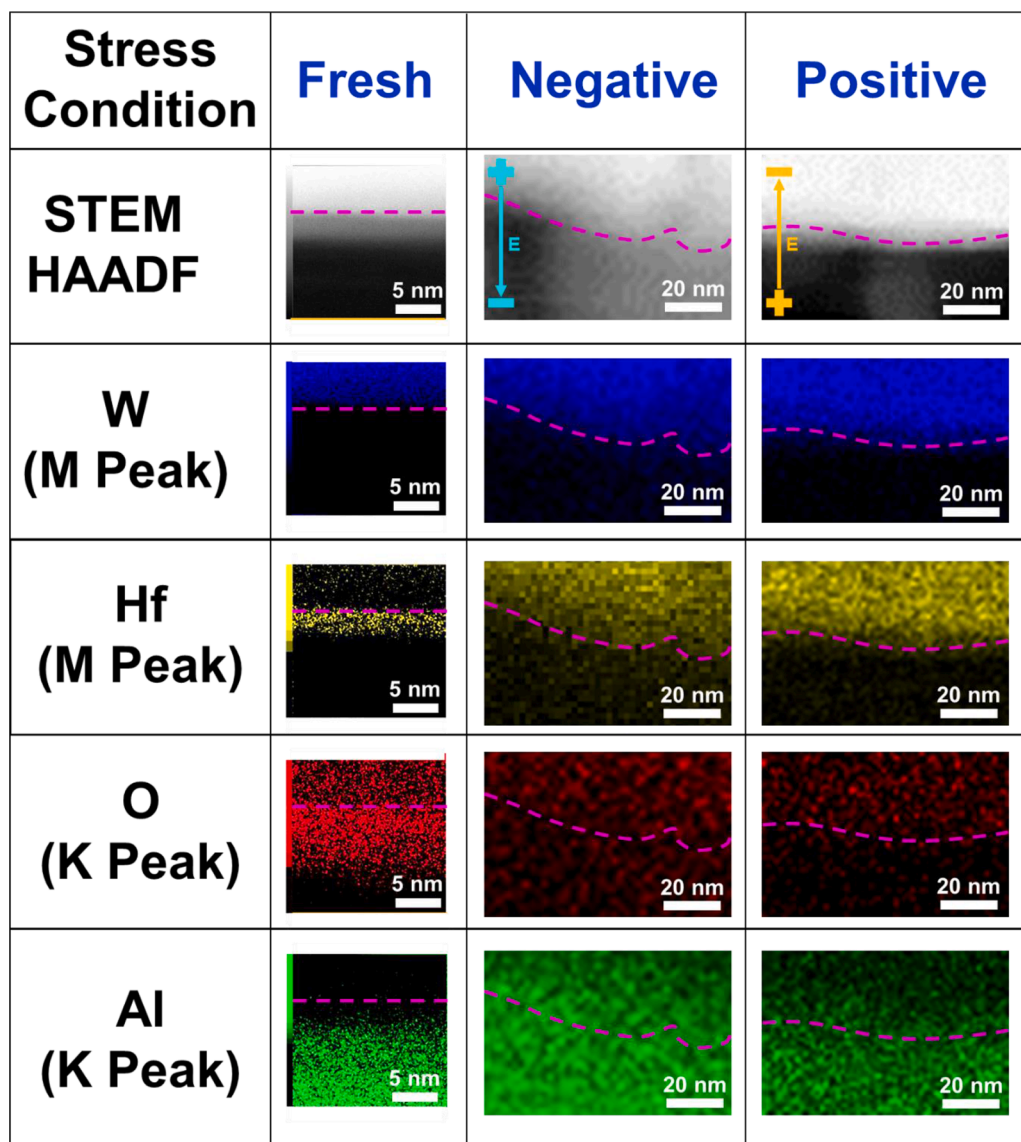 Stress
Condition
Fresh
Negative
Positive
STEM
HAADF
5 nm
E
20 nm
E
20 nm
W
(M Peak)
5 nm
20 nm
20 nm
Hf
(M Peak)
5 nm
20 nm
20 nm
O
(K Peak)
5 nm
20 nm
20 nm
Al
(K Peak)
5 nm
20 nm
20 nm